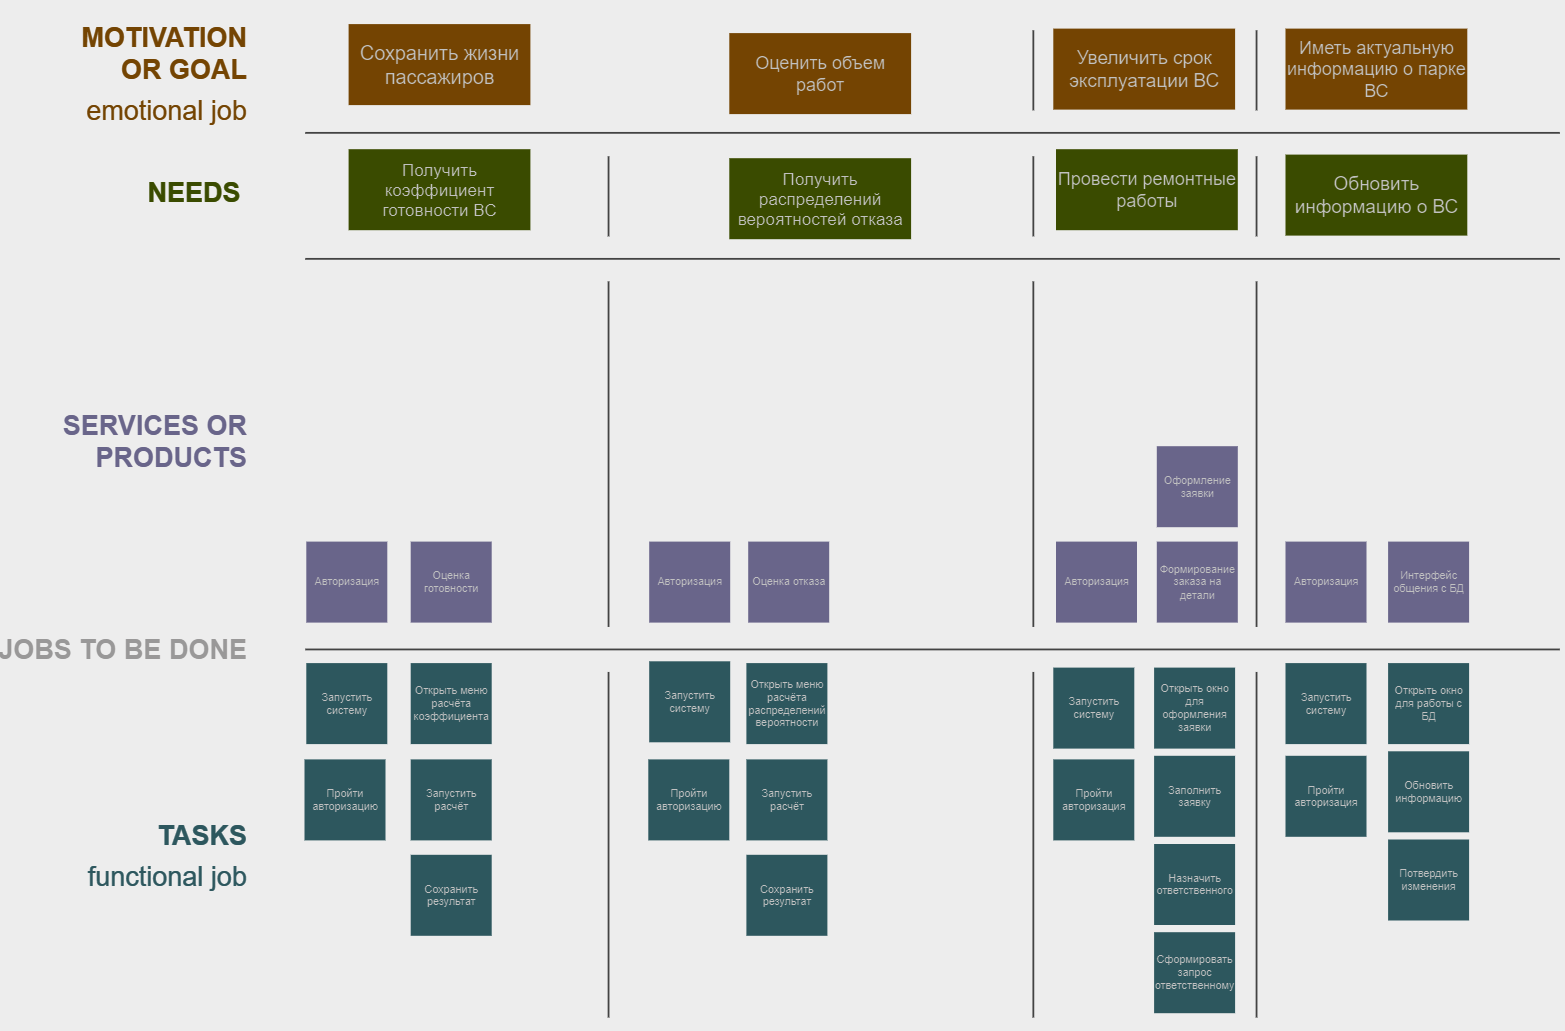 MOTIVATION
OR GOAL
emotional job
Сохранить жизни
пассажиров
Оценить объем
работ
Увеличить срок
эксплуатации ВС
Иметь актуальную
информацию о парке
ВС
NEEDS
Получить
коэффициент
готовности ВС
Получить
распределений
вероятностей отказа
Провести ремонтные
работы
Обновить
информацию о ВС
SERVICES OR
PRODUCTS
Авторизация
Оценка
готовности
Авторизация
Оценка отказа
Оформление
заявки
Авторизация
Формирование
заказа на
детали
Авторизация
Интерфейс
общения с БД
JOBS TO BE DONE
TASKS
functional job
Запустить
систему
Открыть меню
расчёта
коэффициента
Пройти
авторизацию
Запустить
расчёт
Сохранить
результат
Запустить
систему
Открыть меню
расчёта
распределений
вероятности
Пройти
авторизацию
Запустить
расчёт
Сохранить
результат
Запустить
систему
Открыть окно
для
оформления
заявки
Пройти
авторизация
Заполнить
заявку
Назначить
ответственного
Сформировать
запрос
ответственному
Запустить
систему
Открыть окно
для работы с
БД
Пройти
авторизация
Обновить
информацию
Потвердить
изменения